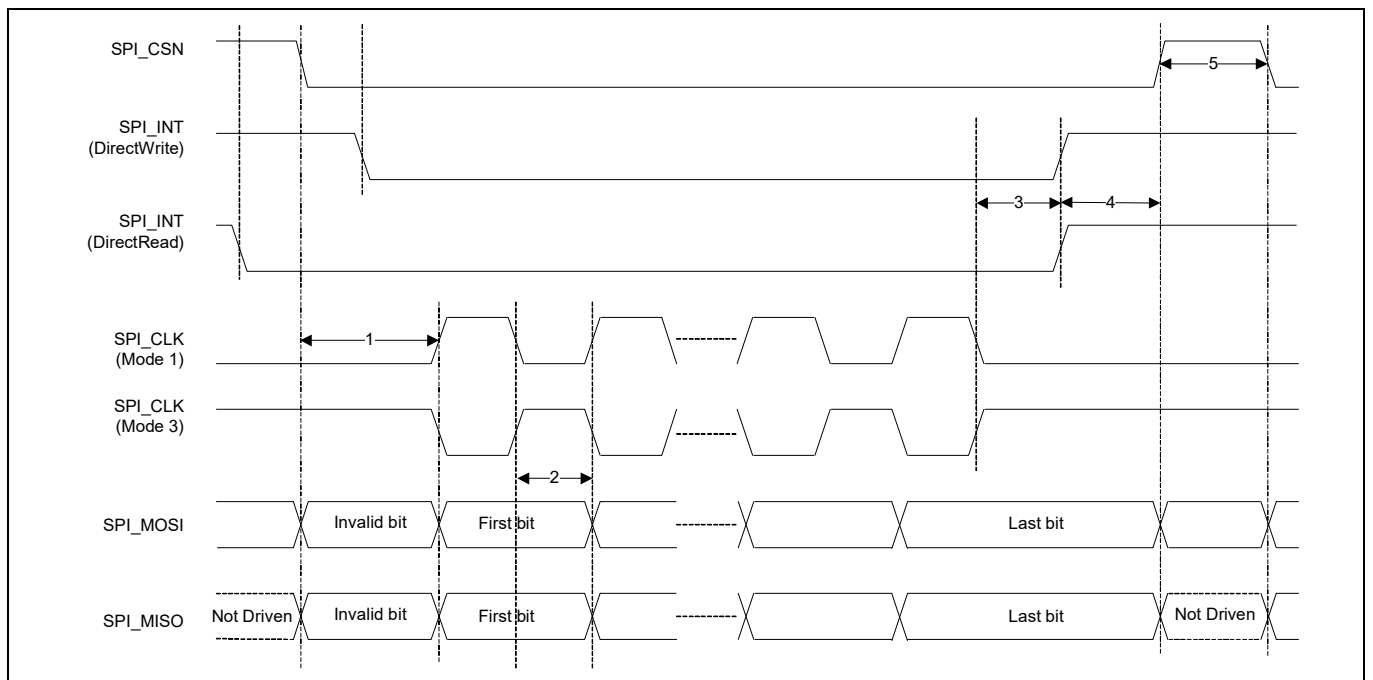 SPI_CSN
5
SPI_INT
(DirectWrite)
3
4
SPI_INT
(DirectRead)
SPI_CLK
(Mode 1)
1
SPI_CLK
(Mode 3)
2
SPI_MOSI
Invalid bit
First bit
Last bit
SPI_MISO
Not Driven
Invalid bit
First bit
Last bit
Not Driven